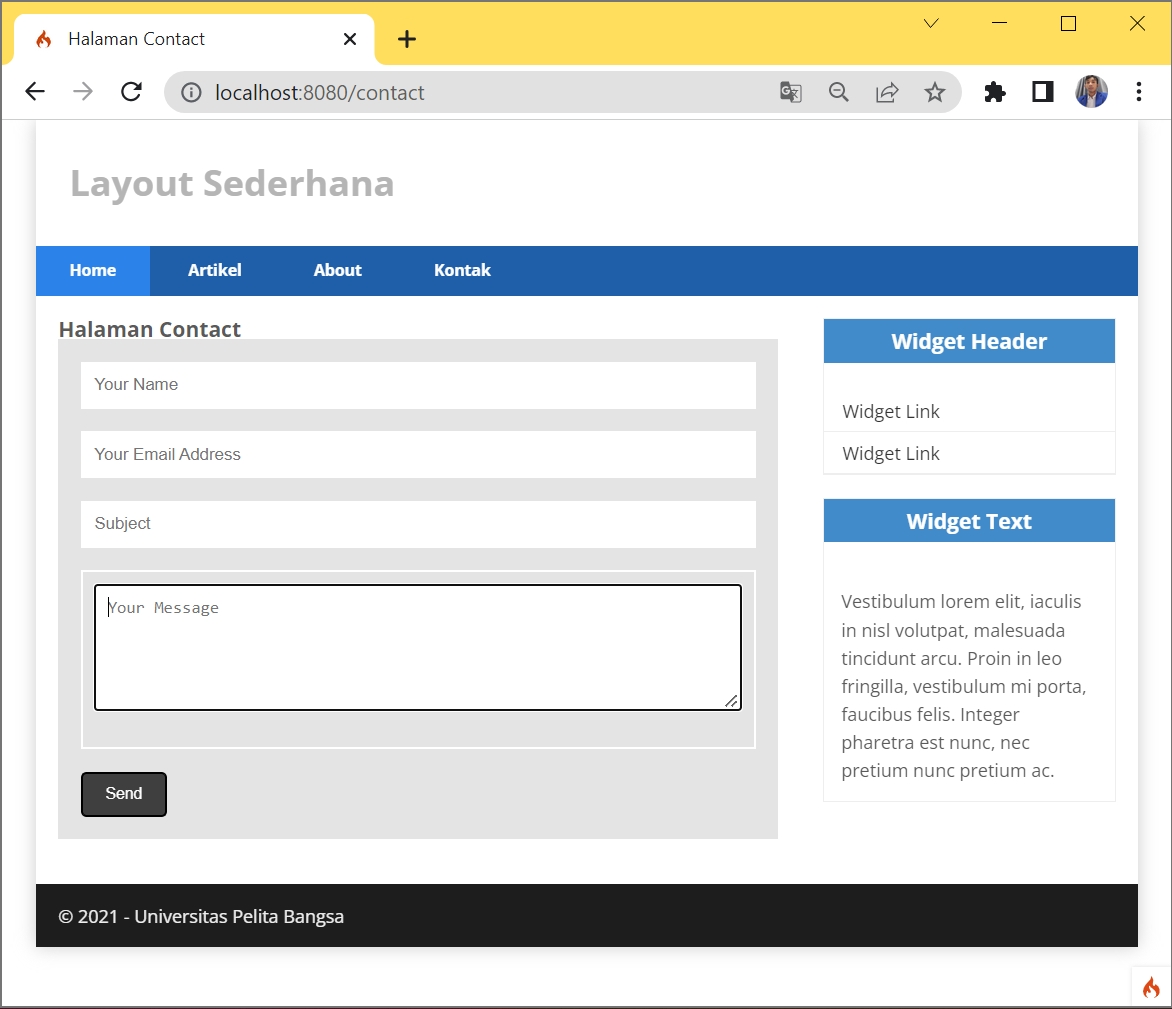 Halaman Contact
localhost:8080/contact
Layout Sederhana
Home Artikel About Kontak
Halaman Contact
Your Name
Your Email Address
Subject
Your Message
Send
Widget Header
Widget Link
Widget Link
Widget Text
Vestibulum lorem elit, iaculis
in nisl volutpat, malesuada
tincidunt arcu. Proin in leo
fringilla, vestibulum mi porta,
faucibus felis. Integer
pharetra est nunc, nec
pretium nunc pretium ac.
© 2021 - Universitas Pelita Bangsa